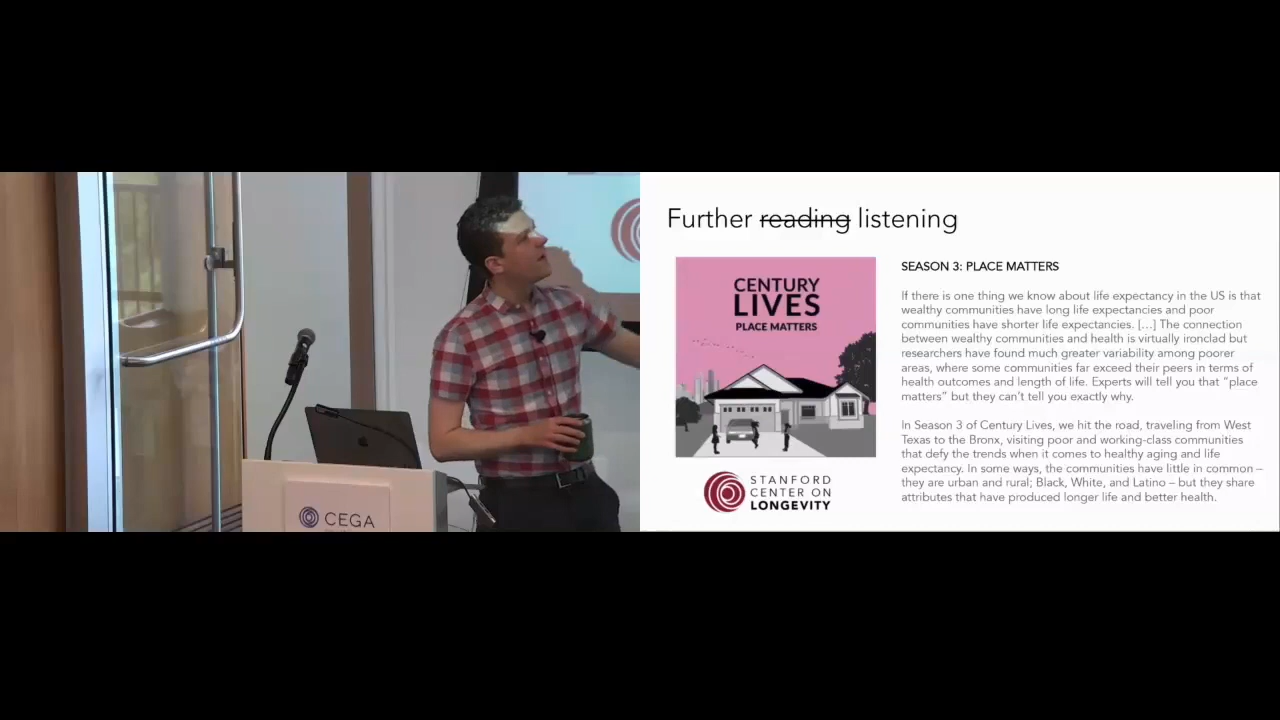 CEGA
Further reading listening
CENTURY
LIVES
PLACE MATTERS
STANFORD
CENTER ON
LONGEVITY
SEASON 3: PLACE MATTERS
If there is one thing we know about life expectancy in the US is that
wealthy communities have long life expectancies and poor
communities have shorter life expectancies. [...] The connection
between wealthy communities and health is virtually ironclad but
researchers have found much greater variability among poorer
areas, where some communities far exceed their peers in terms of
health outcomes and length of life. Experts will tell you that “place
matters” but they can’t tell you exactly why.
In Season 3 of Century Lives, we hit the road, traveling from West
Texas to the Bronx, visiting poor and working-class communities
that defy the trends when it comes to healthy aging and life
expectancy. In some ways, the communities have little in common –
they are urban and rural; Black, White, and Latino – but they share
attributes that have produced longer life and better health.